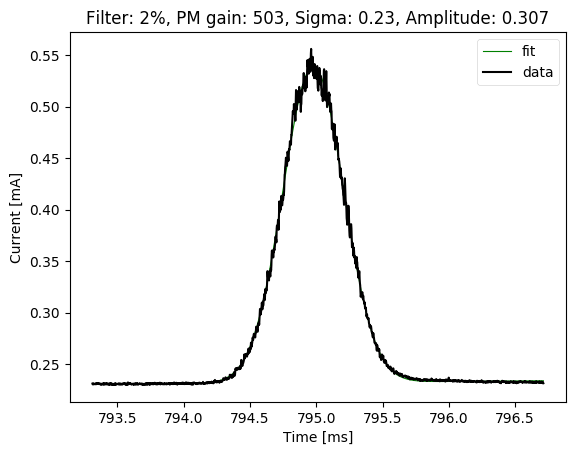 Filter: 2%, PM gain: 503, Sigma: 0.23, Amplitude: 0.307
fit
data
0.55
0.50
0.45
0.40
0.35
0.30
0.25
Current [mA]
793.5 794.0 794.5 795.0 795.5 796.0 796.5
Time [ms]